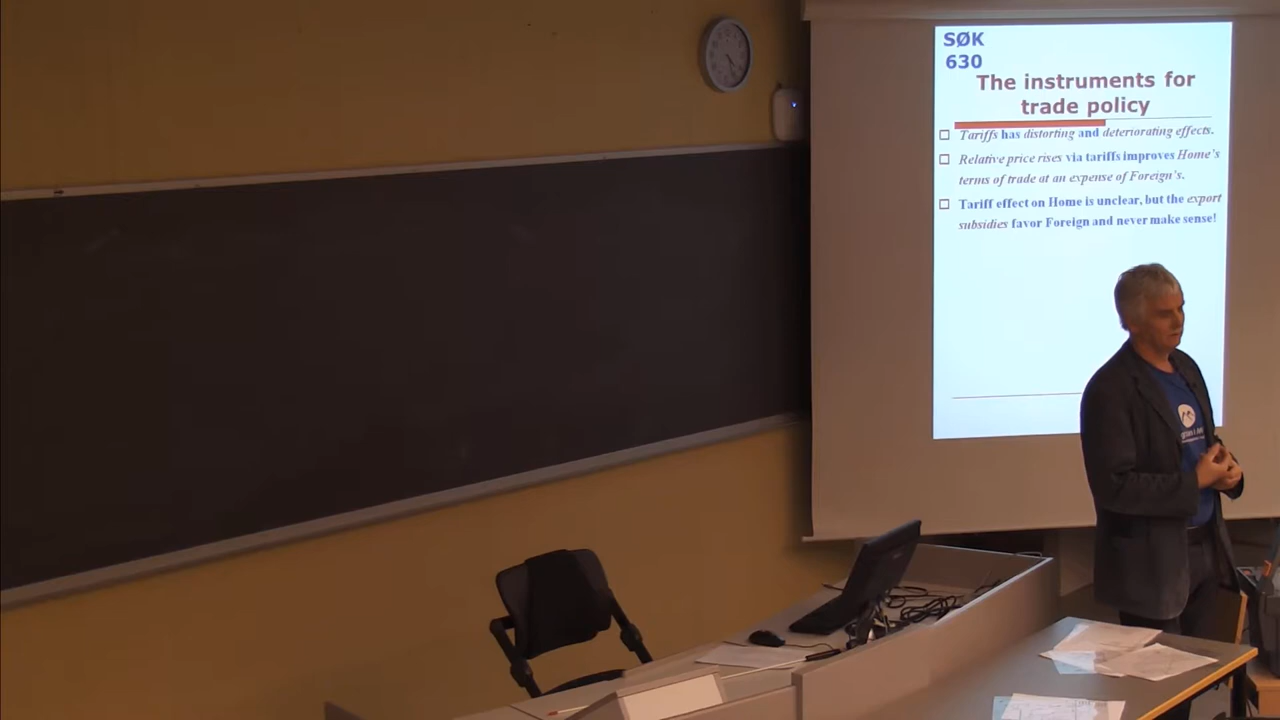 SØK
630
The instruments for
trade policy
Tariffs has distorting and deteriorating effects.
Relative price rises via tariffs improves Home's
terms of trade at an expense of Foreign's.
Tariff effect on Home is unclear, but the export
subsidies favor Foreign and never make sense!